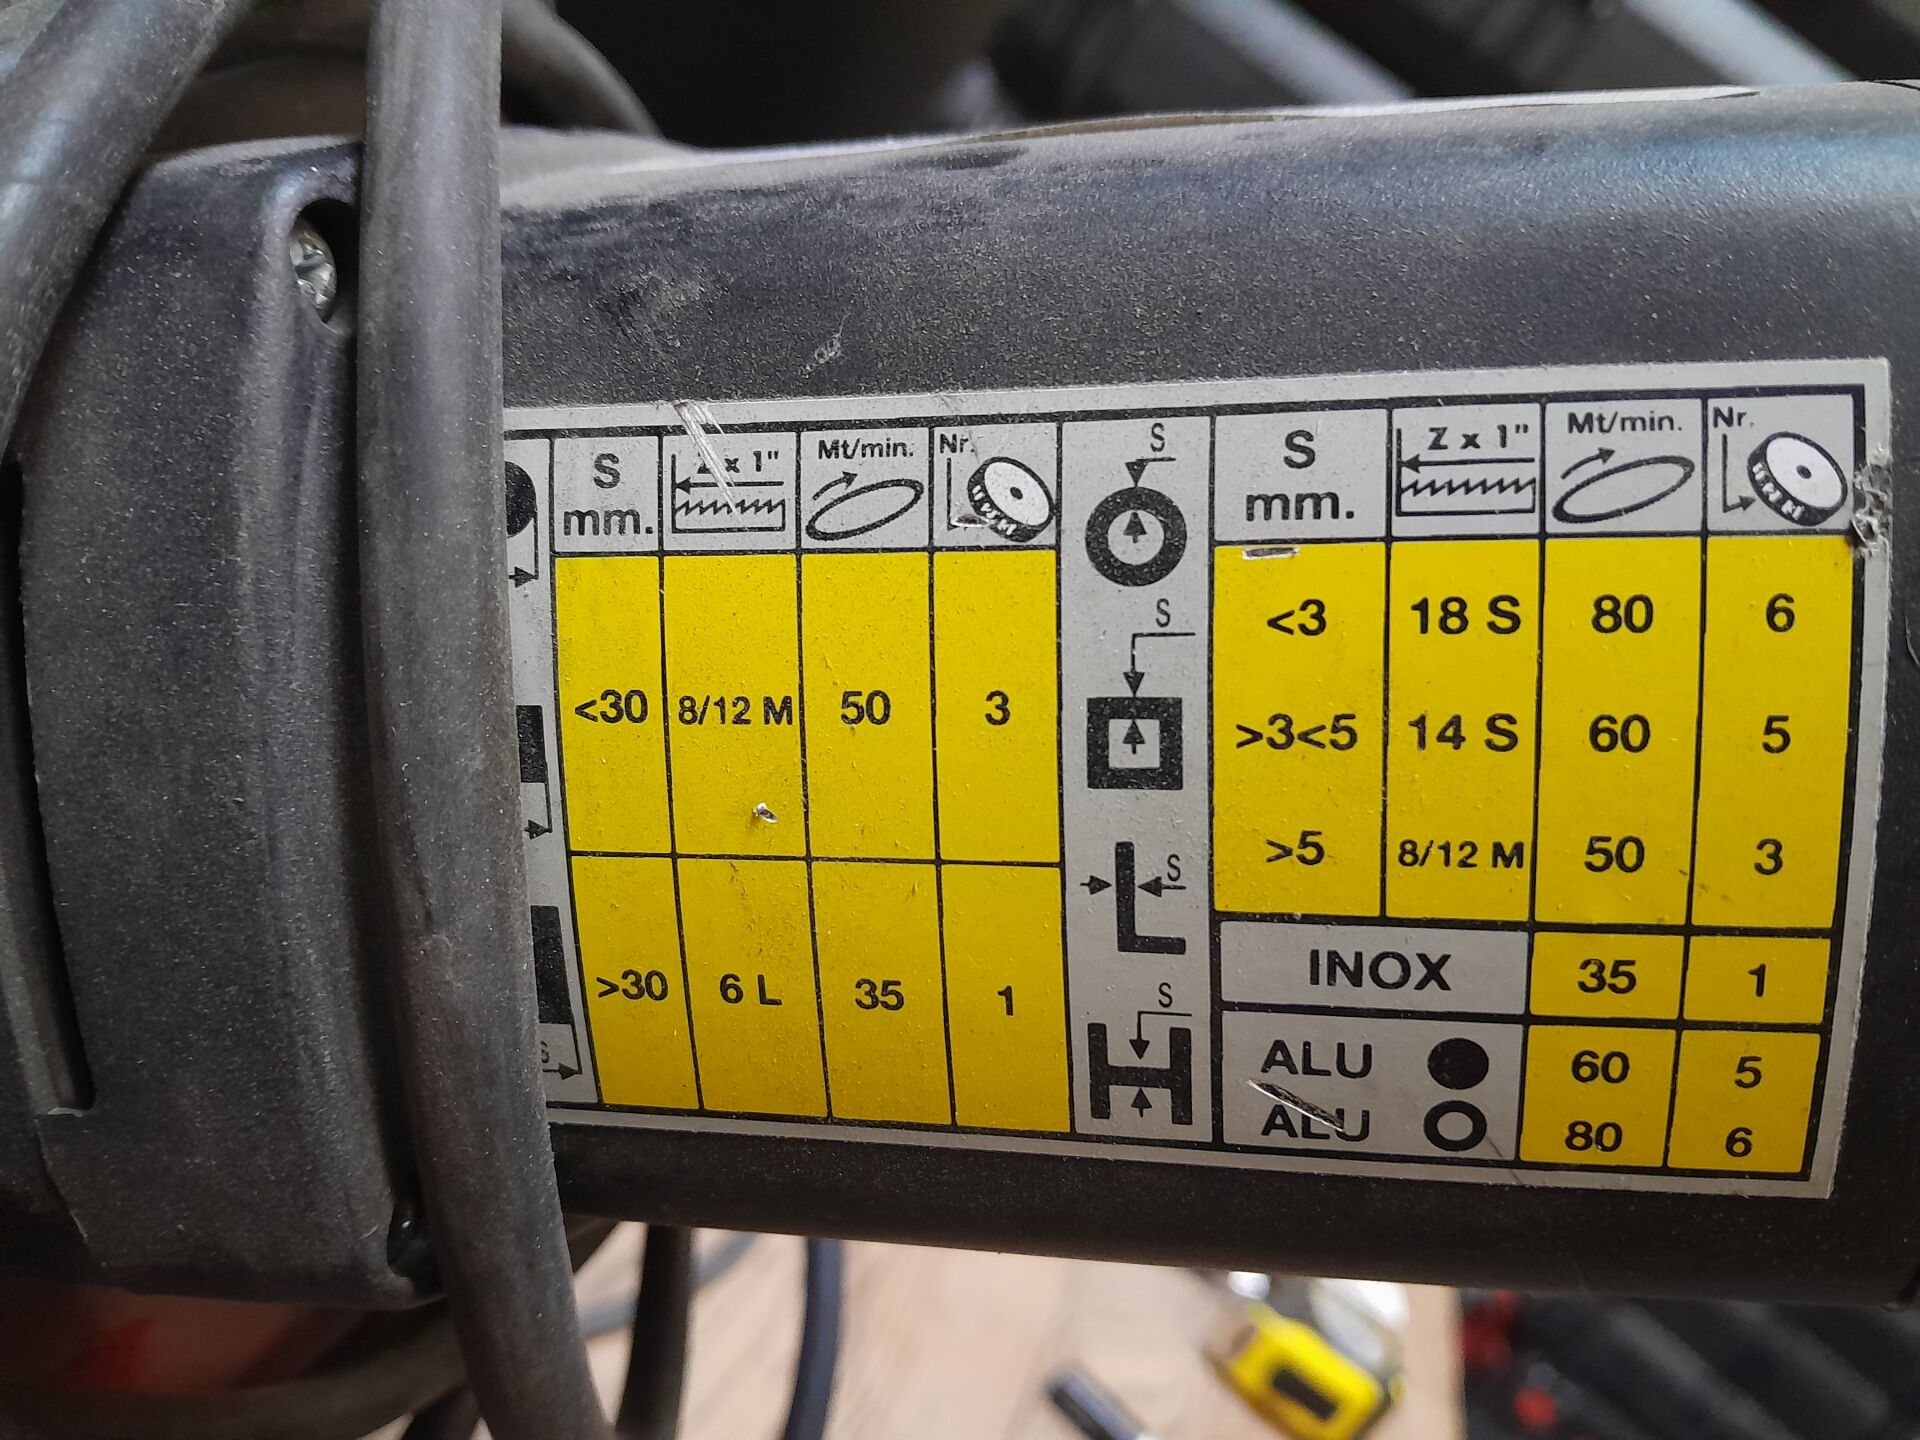 S mm. Z x 1" Mt/min. Nr.
<30 8/12 M 50 3
>30 6 L 35 1
S
S
S
S
S
S mm. Z x 1" Mt/min. Nr.
<3 18 S 80 6
>3<5 14 S 60 5
>5 8/12 M 50 3
INOX 35 1
ALU 60 5
ALU 80 6